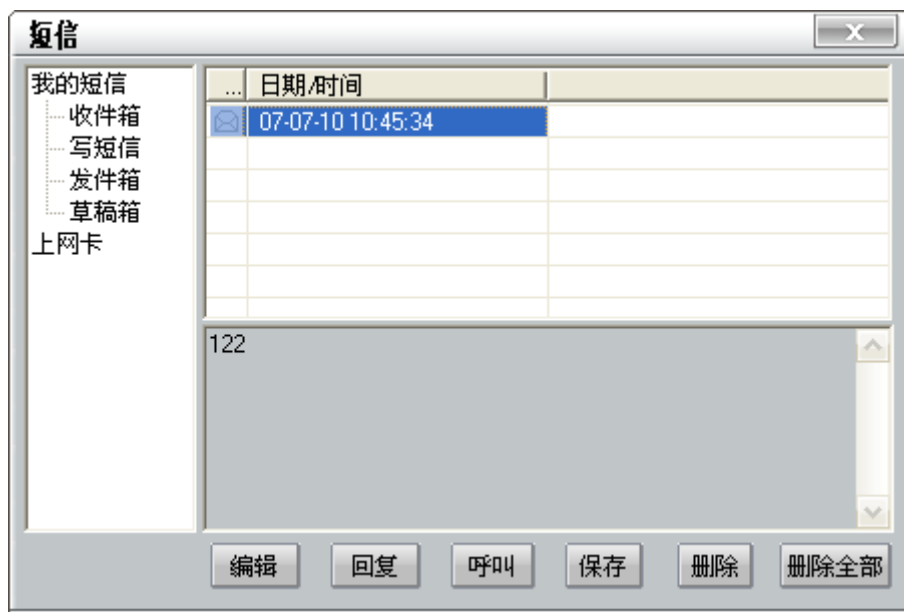 短信
x
我的短信
收件箱
写短信
发件箱
草稿箱
上网卡
... 日期/时间
07-07-10 10:45:34
122
编辑 回复 呼叫 保存 删除 删除全部